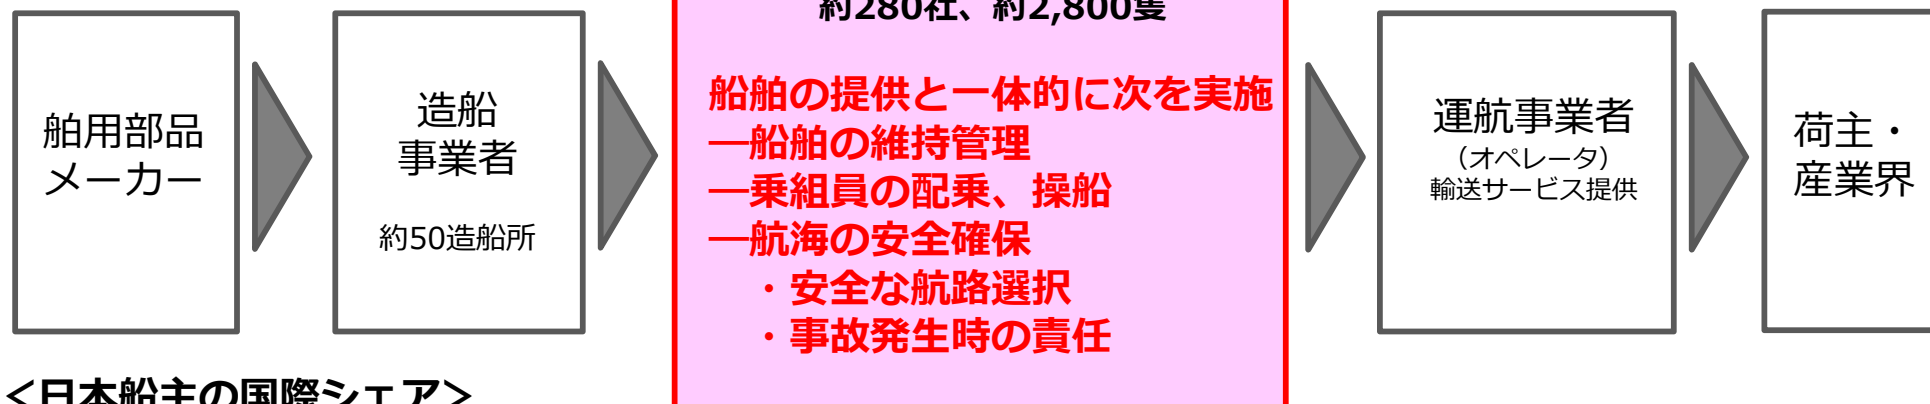 舶用部品
メーカー
造船
事業者
約50造船所
約280社、約2,800隻
船舶の提供と一体的に次を実施
―船舶の維持管理
―乗組員の配乗、操船
―航海の安全確保
・安全な航路選択
・事故発生時の責任
運航事業者
（オペレータ）
輸送サービス提供
荷主・
産業界
＜日本船主の国際シェア＞